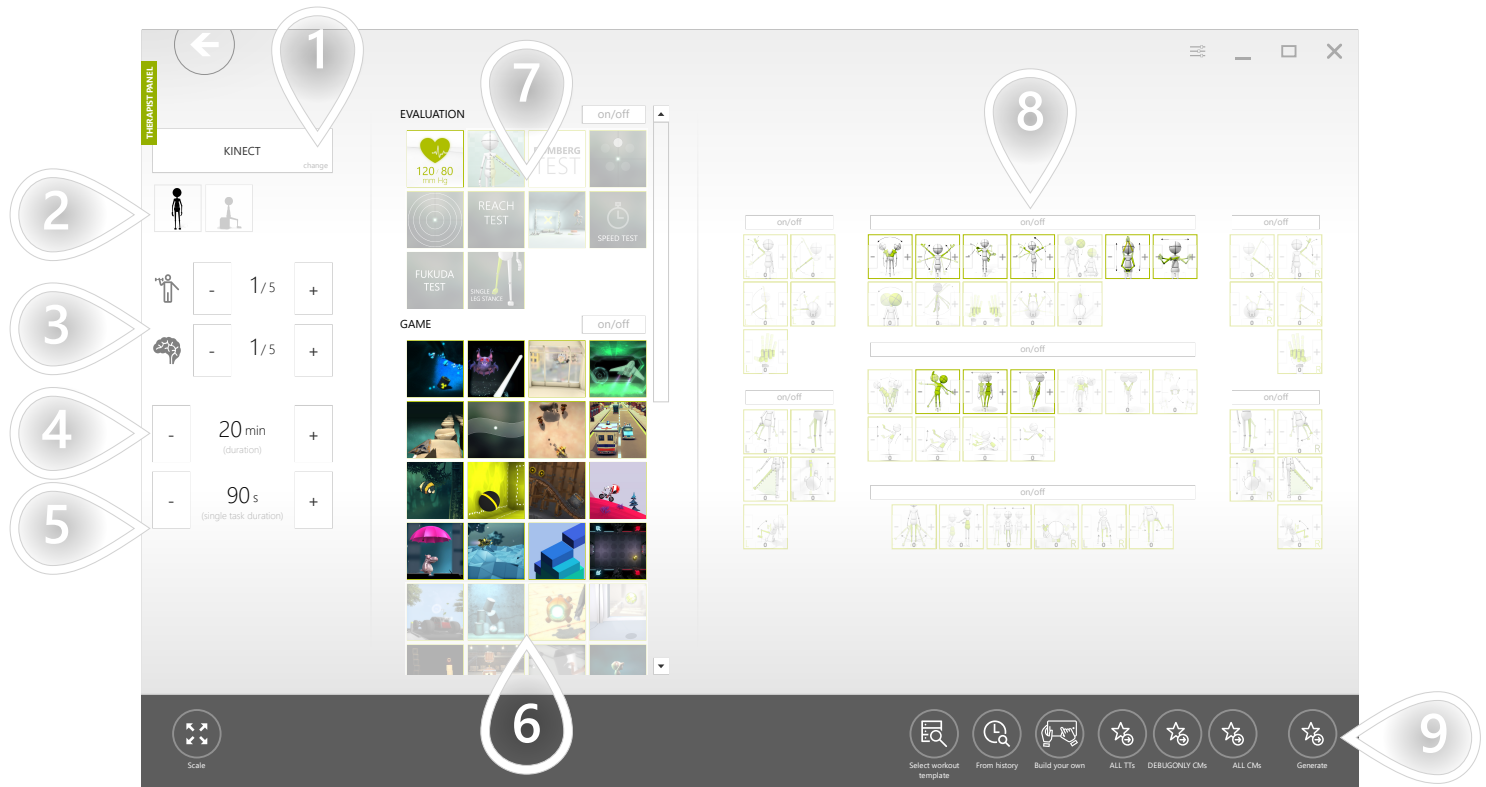 1
7
8
THERAPIST PANEL
KINECT
change
2
3
1/5
-
+
1/5
-
+
4
-
20 min
+
(duration)
5
-
90 s
+
(single task duration)
EVALUATION
on/off
120 80
mm Hg
TEST
REACH
TEST
SPEED TEST
FUKUDA
TEST
SINGLE
LEG STANCE
GAME
on/off
6
on/off
on/off
on/off
on/off
on/off
on/off
on/off
9
Scale
Select workout
template
From history
Build your own
ALL TTs
DEBUGONLY CMs
ALL CMs
Generate